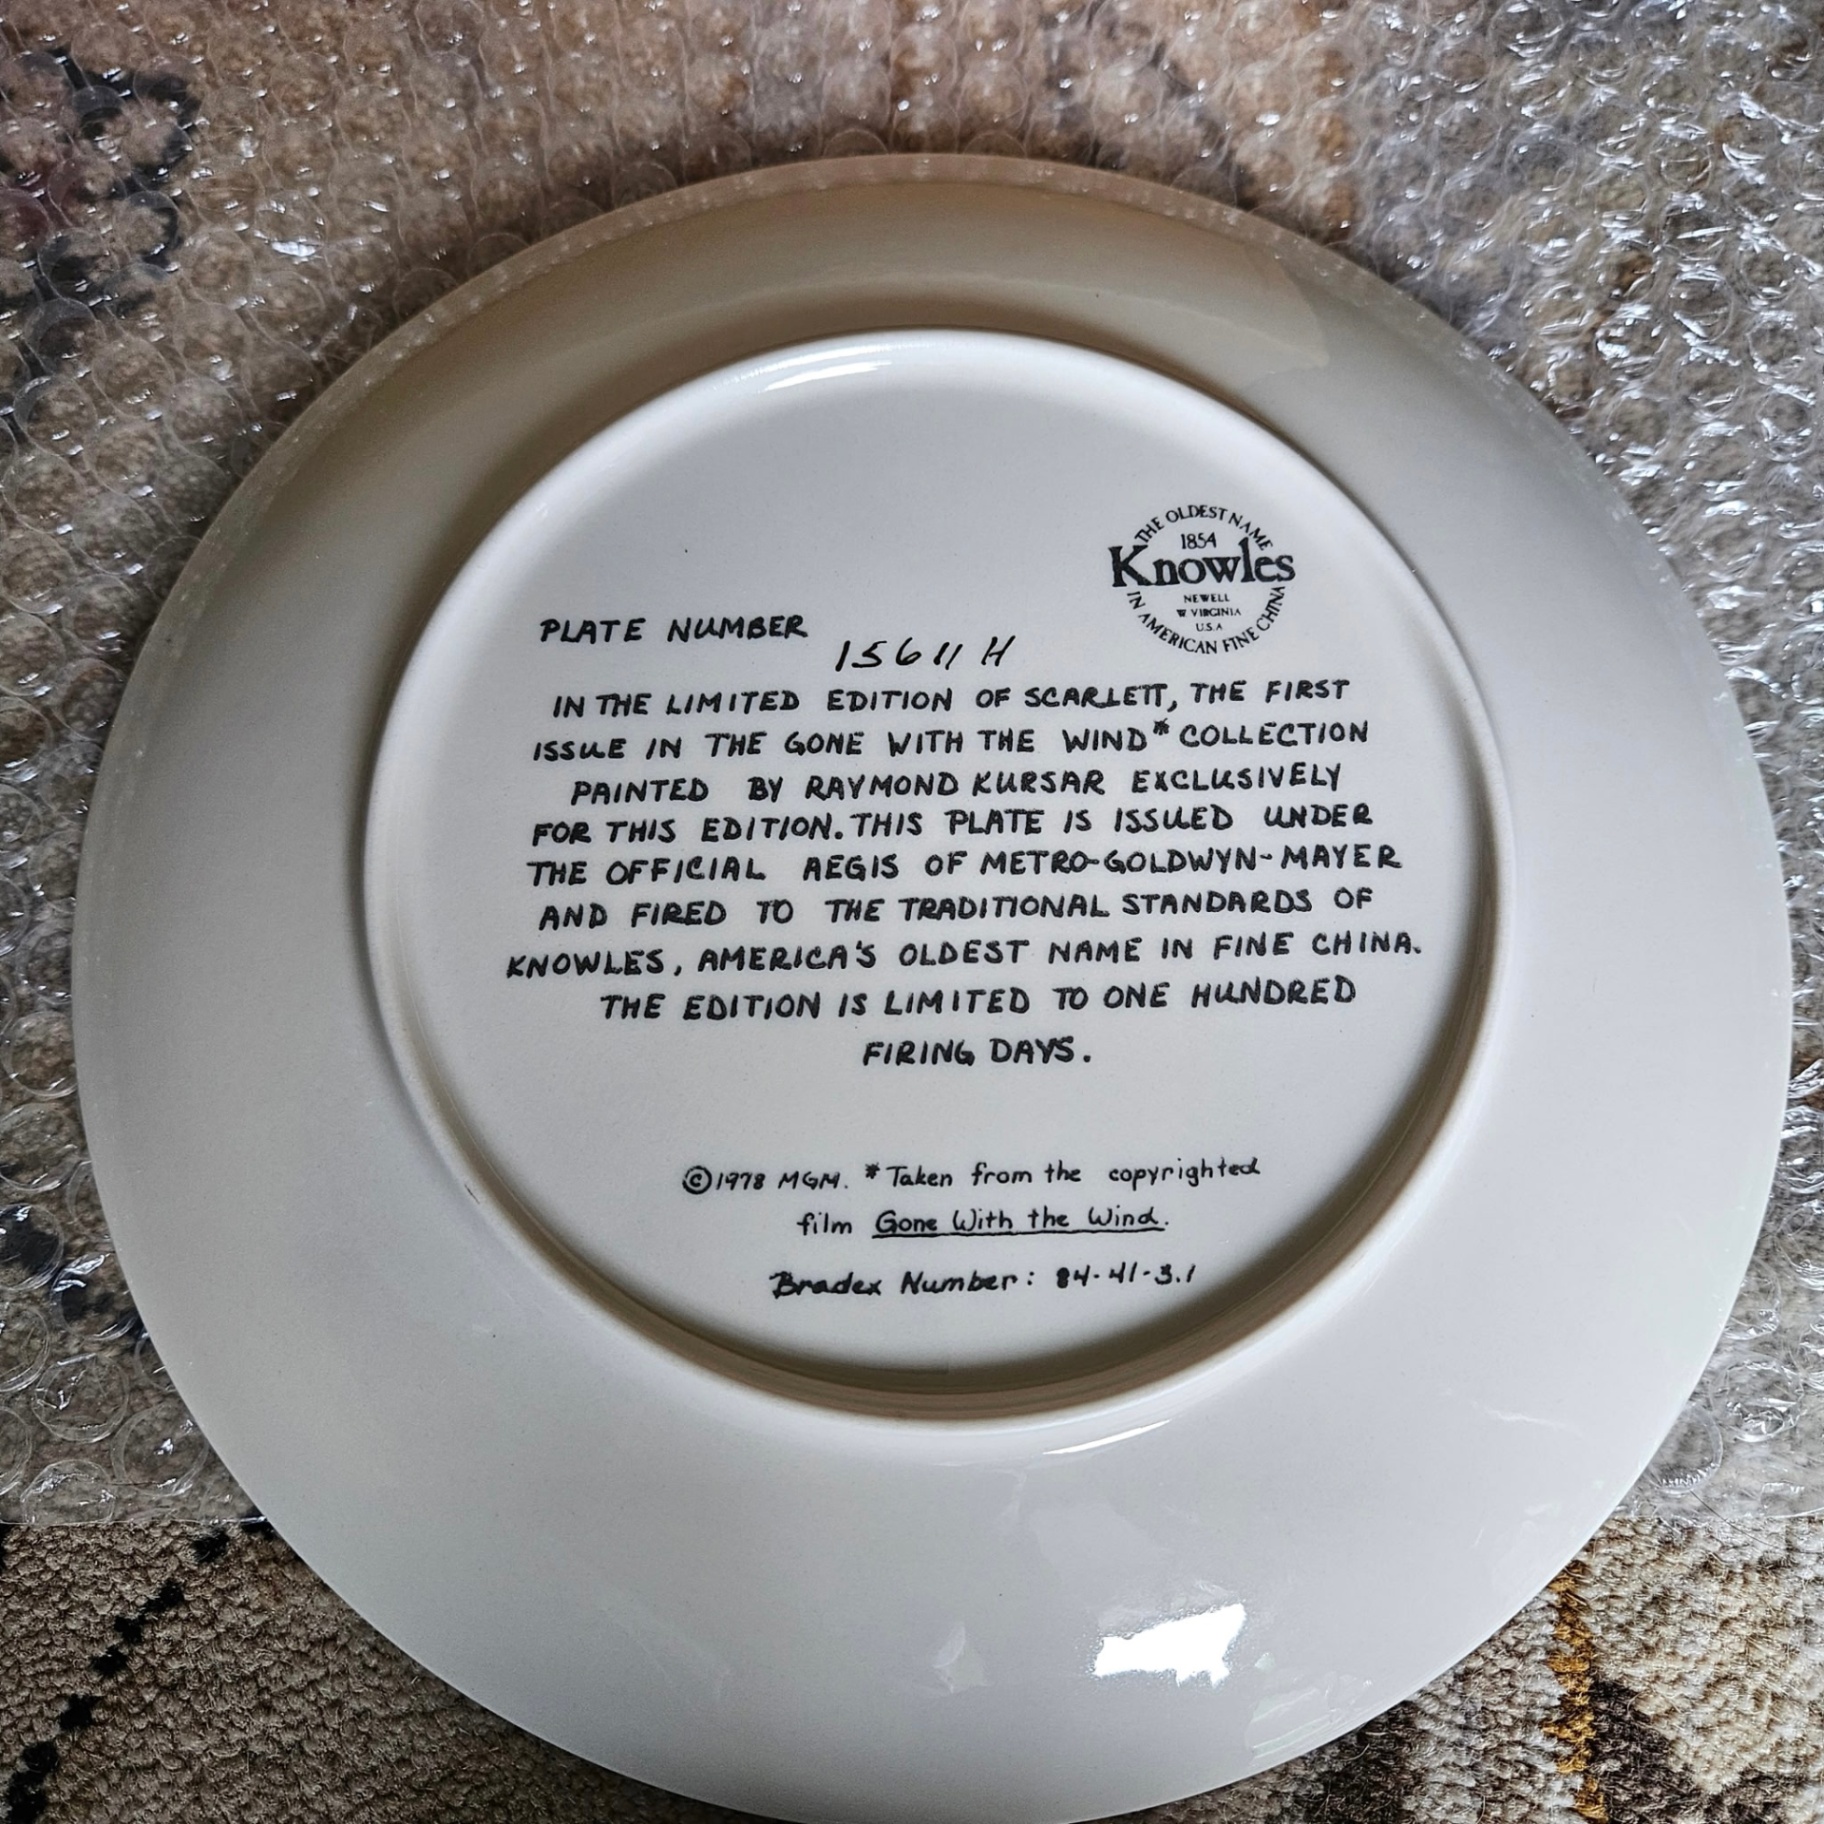 THE OLDEST NAME
1854
Knowles
NEWELL
W VIRGINIA
U.S.A
IN AMERICAN FINE CHINA
PLATE NUMBER
15611 H
IN THE LIMITED EDITION OF SCARLETT, THE FIRST
ISSUE IN THE GONE WITH THE WIND* COLLECTION
PAINTED BY RAYMOND KURSAR EXCLUSIVELY
FOR THIS EDITION. THIS PLATE IS ISSUED UNDER
THE OFFICIAL AEGIS OF METRO-GOLDWYN-MAYER
AND FIRED TO THE TRADITIONAL STANDARDS OF
KNOWLES, AMERICA'S OLDEST NAME IN FINE CHINA.
THE EDITION IS LIMITED TO ONE HUNDRED
FIRING DAYS.
©1978 MGM. *Taken from the copyrighted
film Gone With the Wind.
Bradex Number: 84-41-3.1